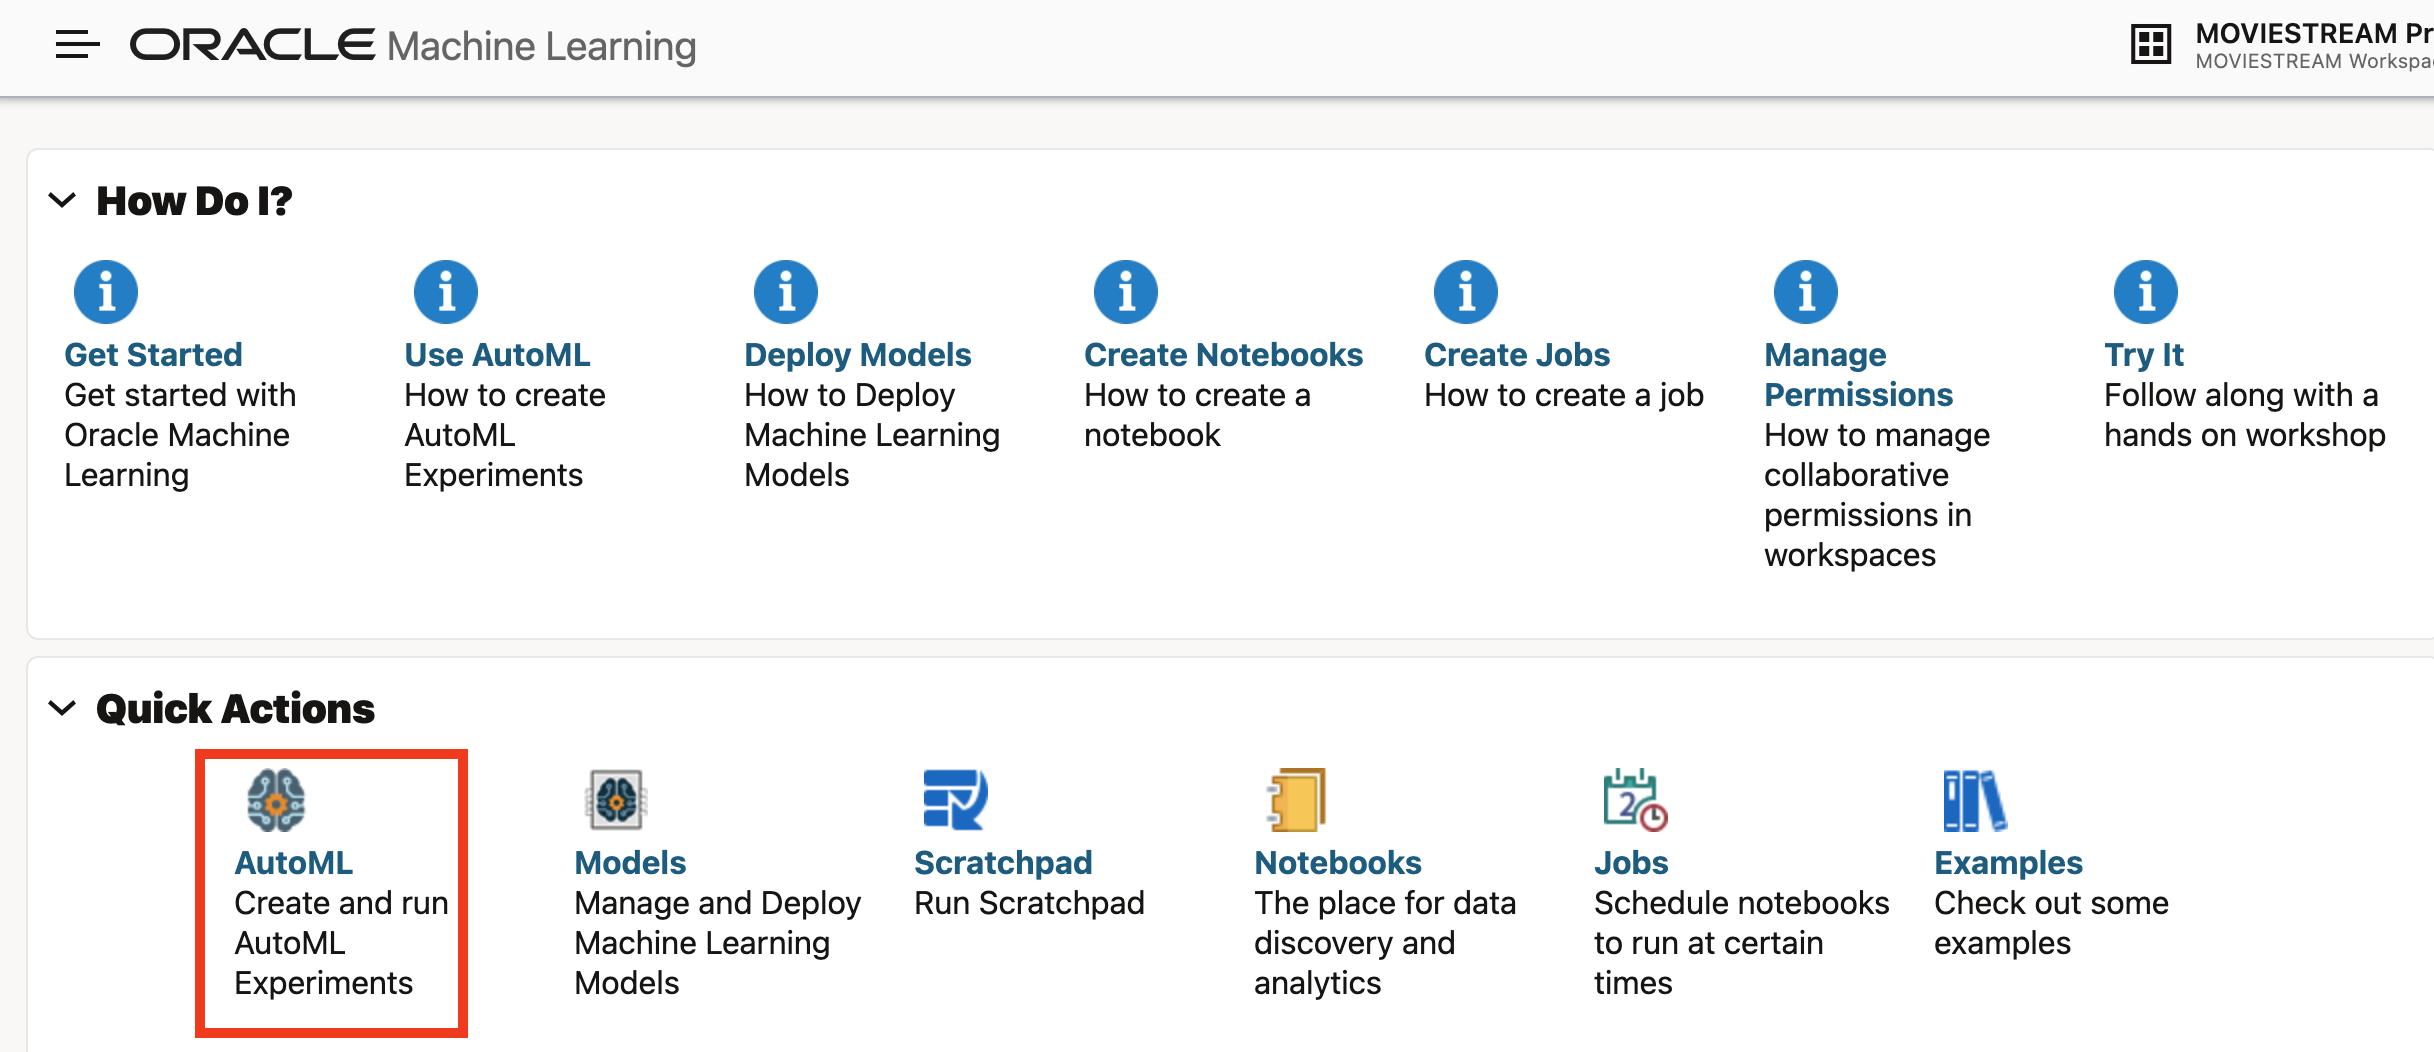 ORACLE Machine Learning
MOVIESTREAM Pr
MOVIESTREAM Workspa
How Do I?
Get Started
Get started with
Oracle Machine
Learning
Use AutoML
How to create
AutoML
Experiments
Deploy Models
How to Deploy
Machine Learning
Models
Create Notebooks
How to create a
notebook
Create Jobs
How to create a job
Manage
Permissions
How to manage
collaborative
permissions in
workspaces
Try It
Follow along with a
hands on workshop
Quick Actions
AutoML
Create and run
AutoML
Experiments
Models
Manage and Deploy
Machine Learning
Models
Scratchpad
Run Scratchpad
Notebooks
The place for data
discovery and
analytics
2
Jobs
Schedule notebooks
to run at certain
times
Examples
Check out some
examples